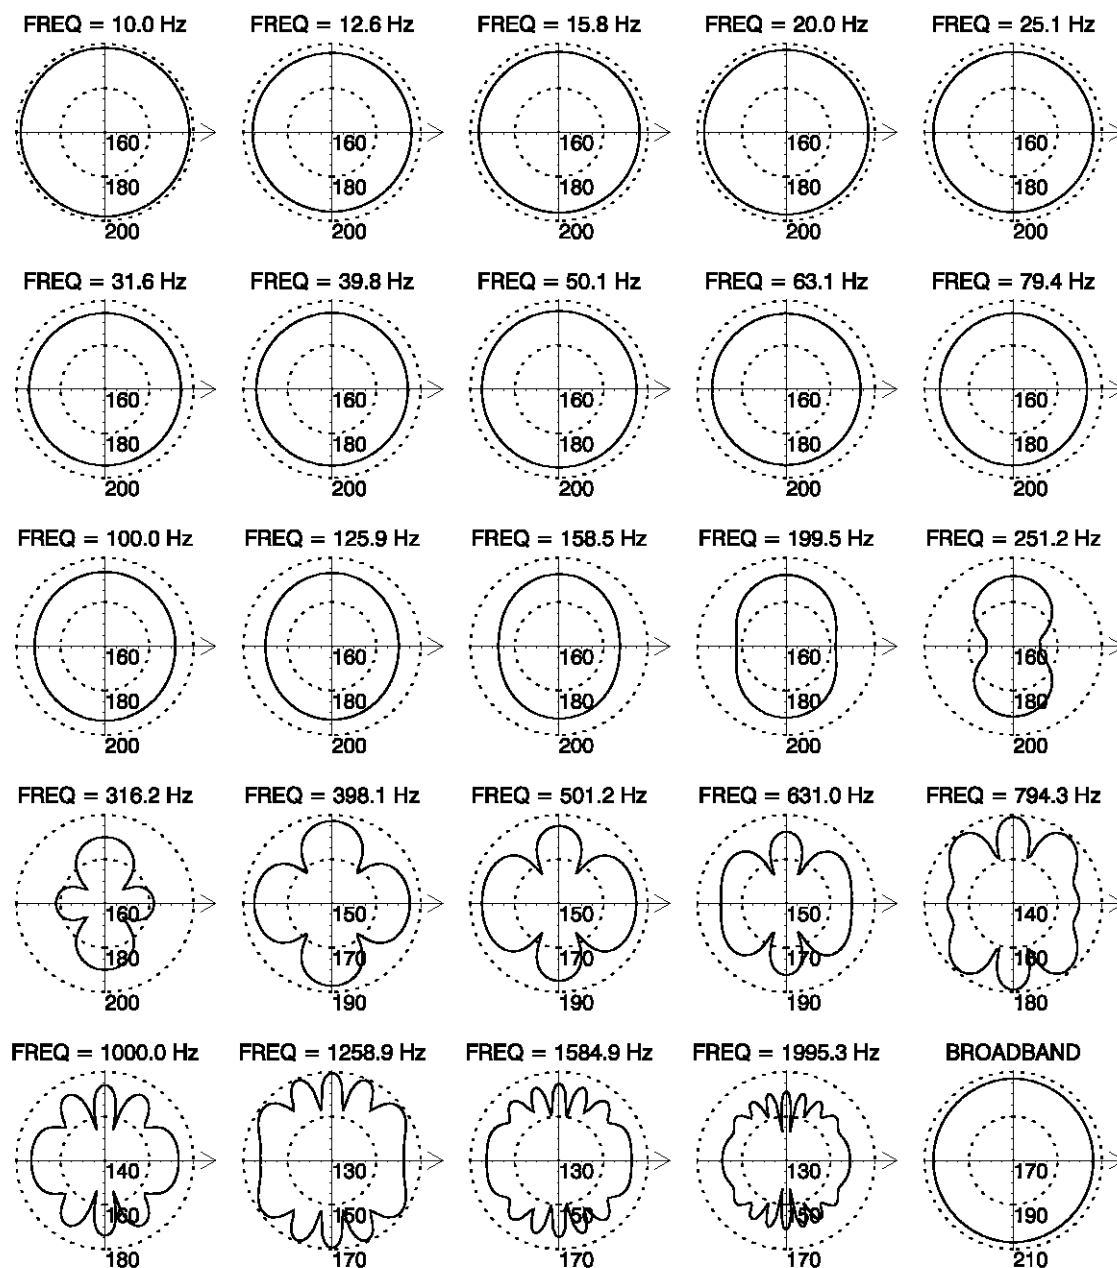 FREQ = 10.0 Hz FREQ = 12.6 Hz FREQ = 15.8 Hz FREQ = 20.0 Hz FREQ = 25.1 Hz
160 160 160 160 160
180 180 180 180 180
200 200 200 200 200
FREQ = 31.6 Hz FREQ = 39.8 Hz FREQ = 50.1 Hz FREQ = 63.1 Hz FREQ = 79.4 Hz
160 160 160 160 160
180 180 180 180 180
200 200 200 200 200
FREQ = 100.0 Hz FREQ = 125.9 Hz FREQ = 158.5 Hz FREQ = 199.5 Hz FREQ = 251.2 Hz
160 160 160 160 160
180 180 180 180 180
200 200 200 200 200
FREQ = 316.2 Hz FREQ = 398.1 Hz FREQ = 501.2 Hz FREQ = 631.0 Hz FREQ = 794.3 Hz
160 150 150 150 140
180 170 170 170 160
200 190 190 190 180
FREQ = 1000.0 Hz FREQ = 1258.9 Hz FREQ = 1584.9 Hz FREQ = 1995.3 Hz BROADBAND
140 130 130 130 170
160 150 150 150 190
180 170 170 170 210